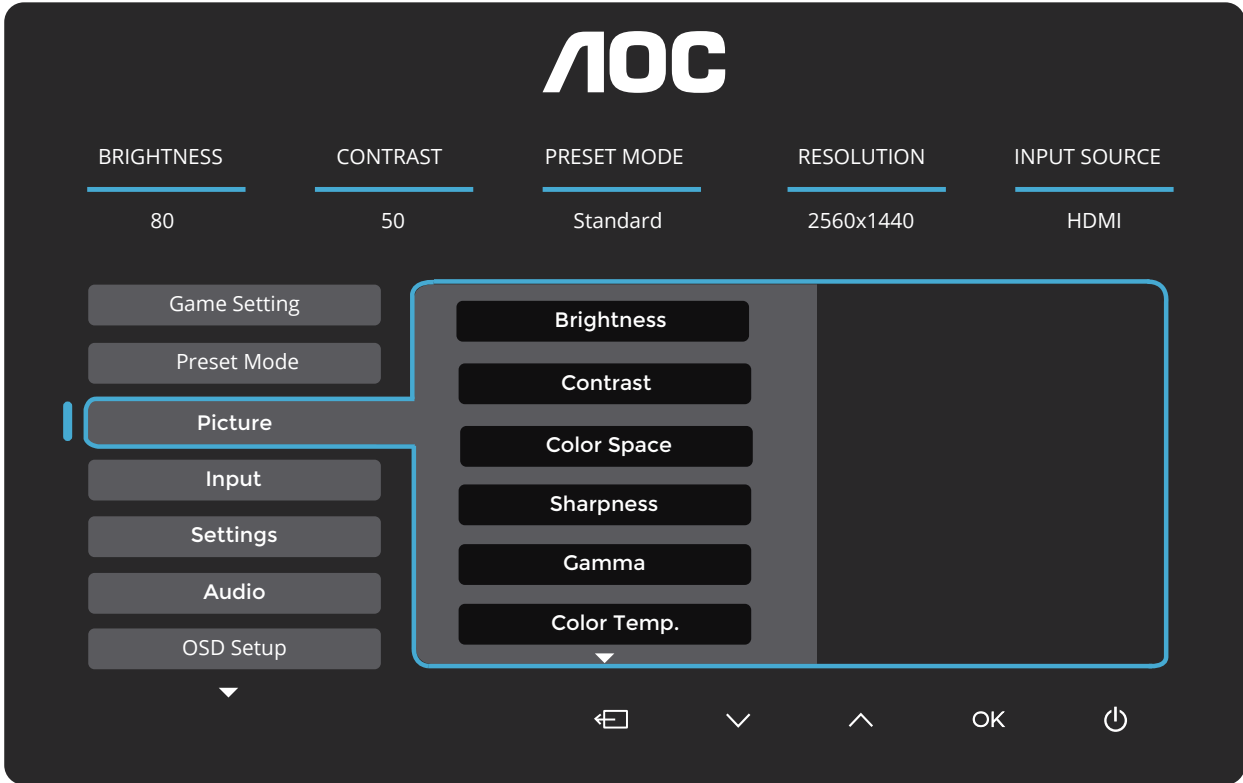 AOC
BRIGHTNESS CONTRAST PRESET MODE RESOLUTION INPUT SOURCE
80 50 Standard 2560x1440 HDMI
Game Setting
Preset Mode
Picture
Input
Settings
Audio
OSD Setup
Brightness
Contrast
Color Space
Sharpness
Gamma
Color Temp.
OK